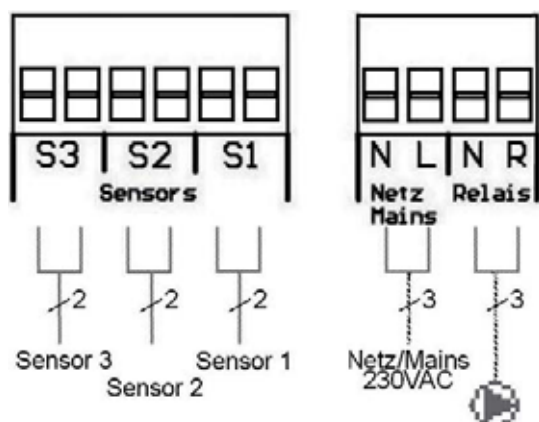 S3 S2 S1
Sensors
N L N R
Netz Relais
Mains
2 2 2
3 3
Sensor 3
Sensor 2
Sensor 1
Netz/Mains
230VAC